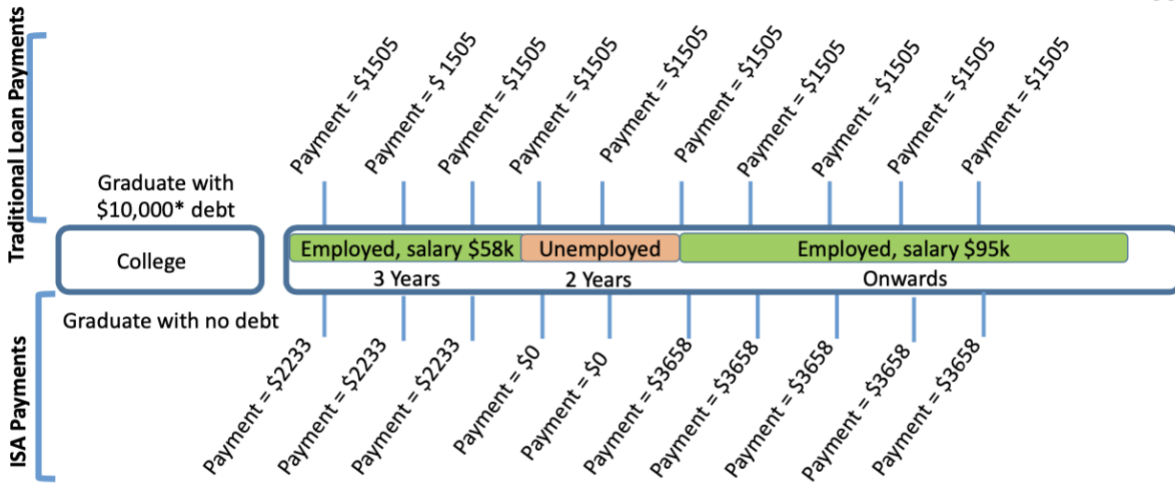 Traditional Loan Payments
Payment = $1505
Payment = $ 1505
Payment = $1505
Payment = $1505
Payment = $1505
Payment = $1505
Payment = $1505
Payment = $1505
Payment = $1505
Payment = $1505
Graduate with
$10,000* debt
College
Employed, salary $58k
Unemployed
Employed, salary $95k
3 Years
2 Years
Onwards
Graduate with no debt
ISA Payments
Payment = $2233
Payment = $2233
Payment = $2233
Payment = $0
Payment = $0
Payment = $3658
Payment = $3658
Payment = $3658
Payment = $3658
Payment = $3658